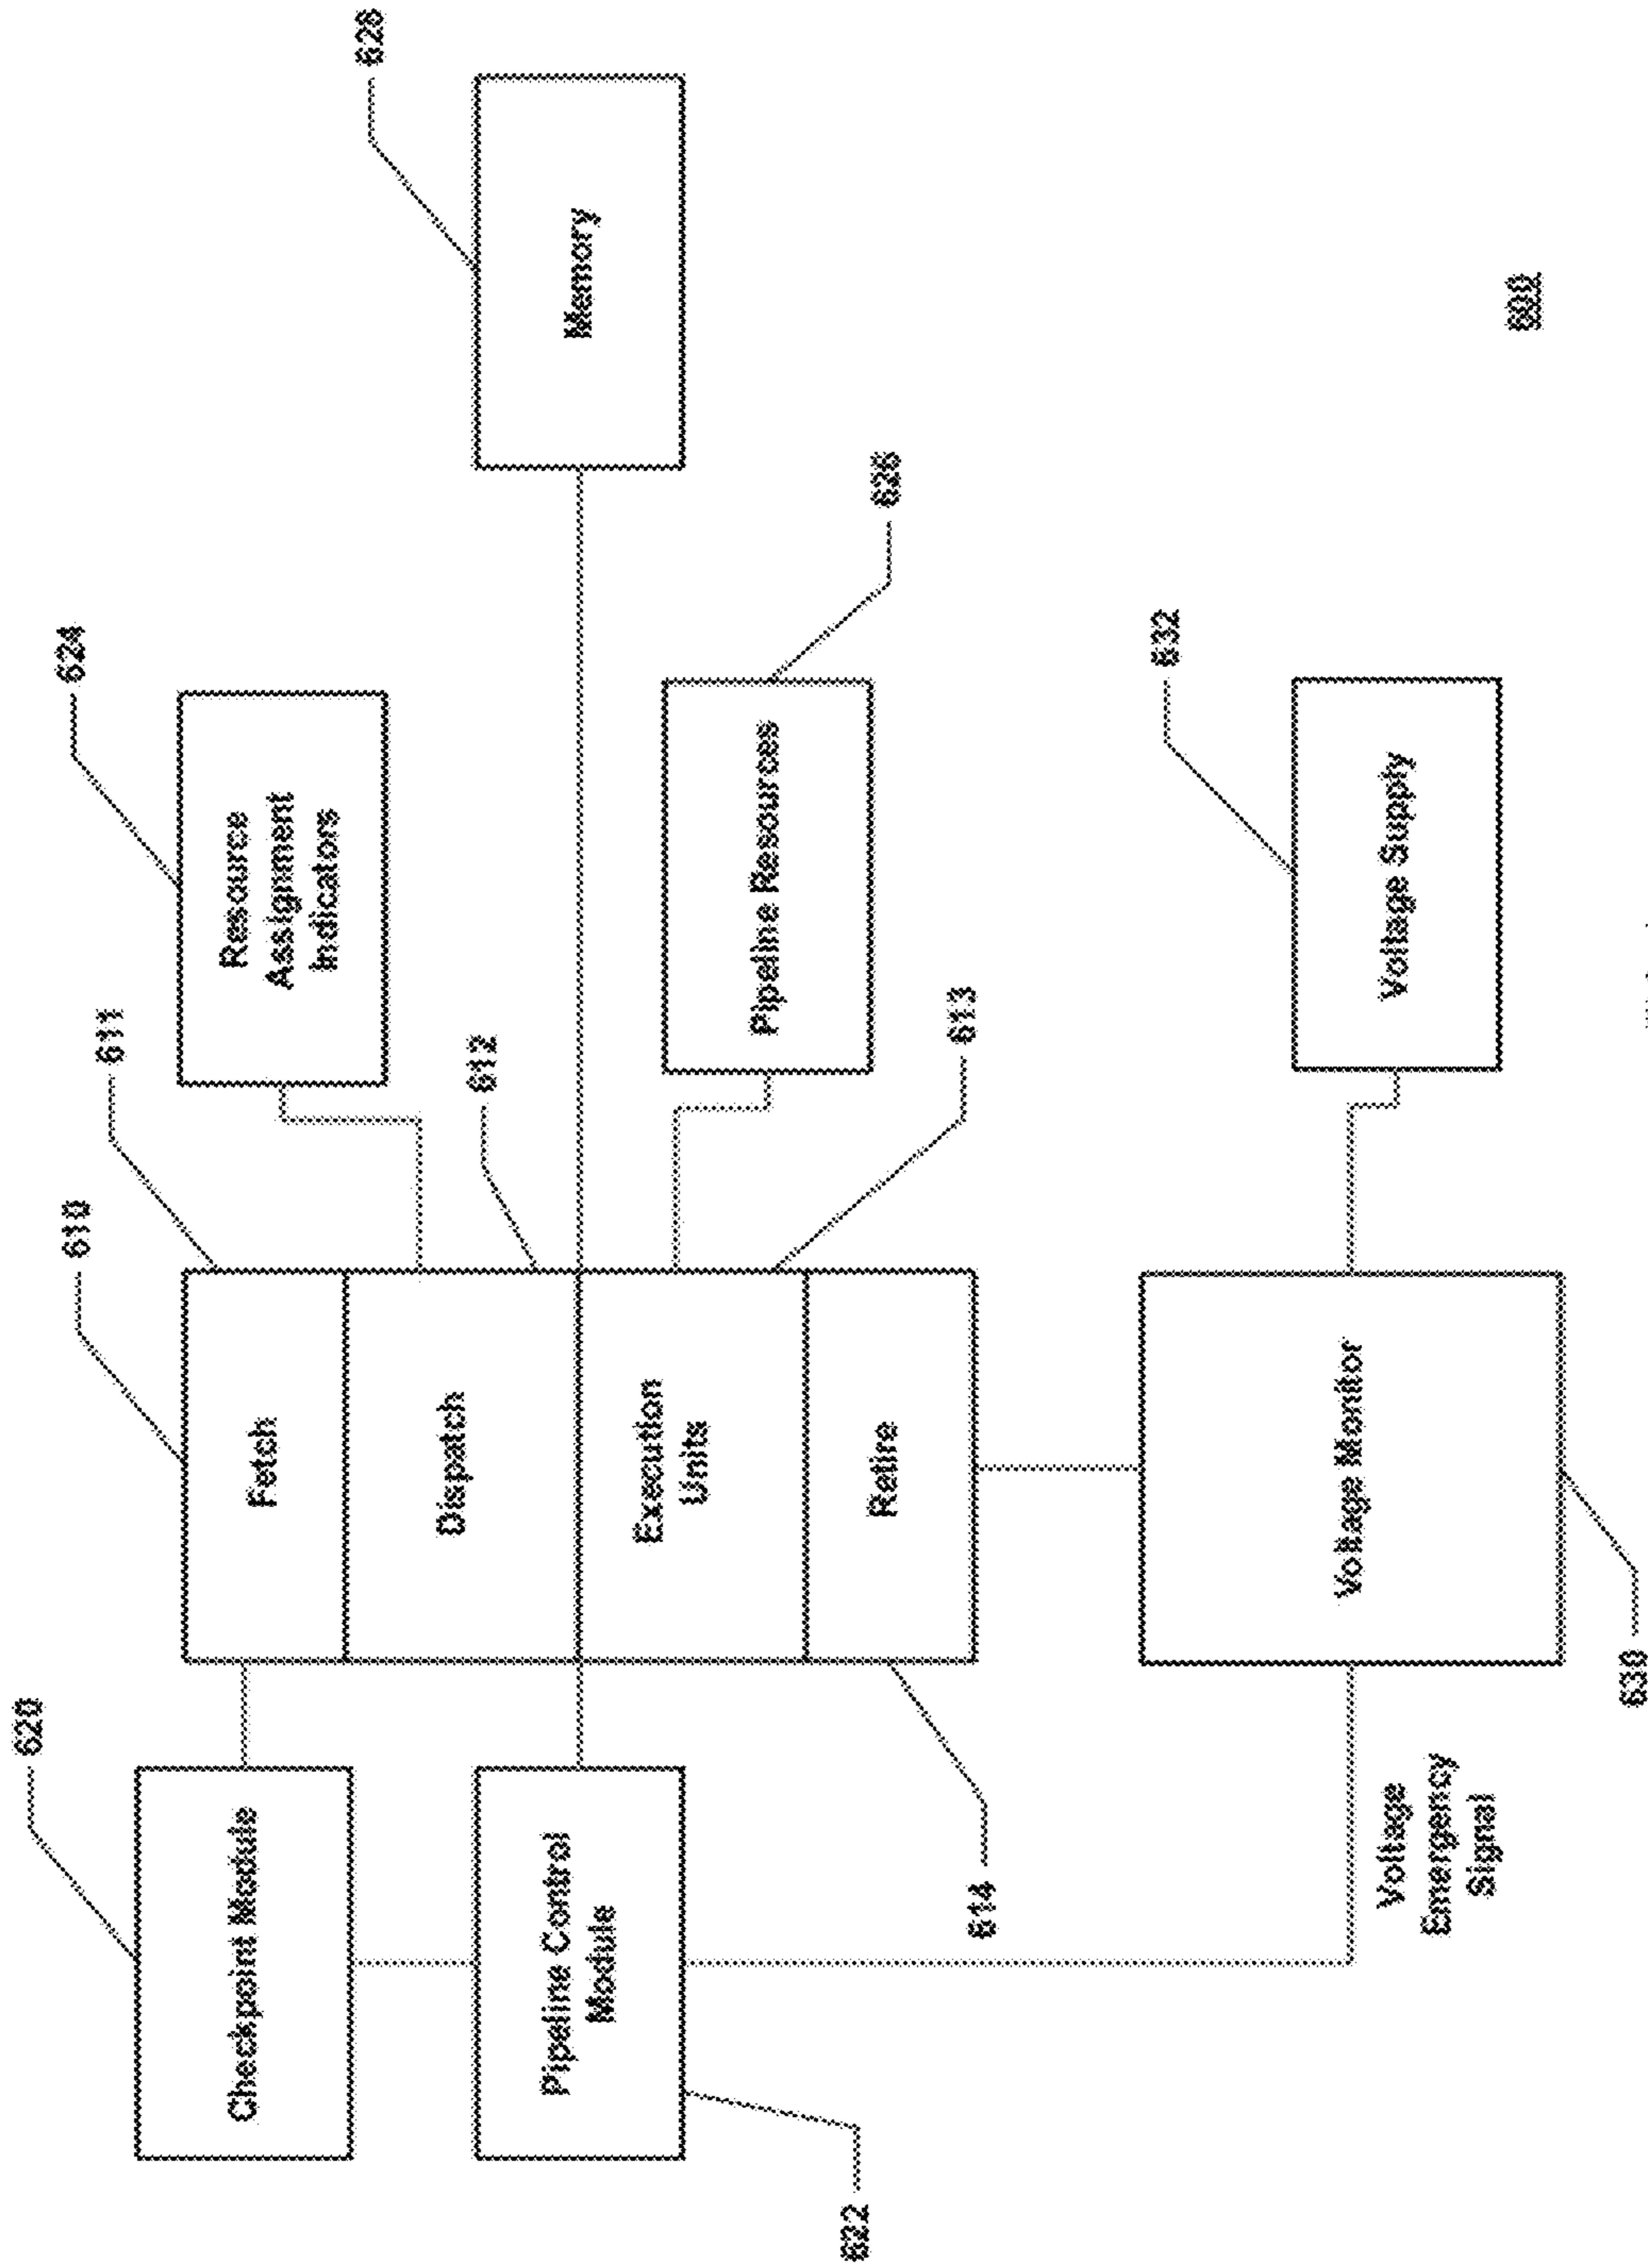 620
610
611
624
Checkpoint Module
Fetch
Resource
Assignment
Indicators
628
612
Dispatch
Pipeline Control
Module
Memory
Execution
Units
Pipeline Resources
622
Retire
626
614
613
632
Voltage
Emergency
Signal
Voltage Monitor
Voltage Supply
600
630